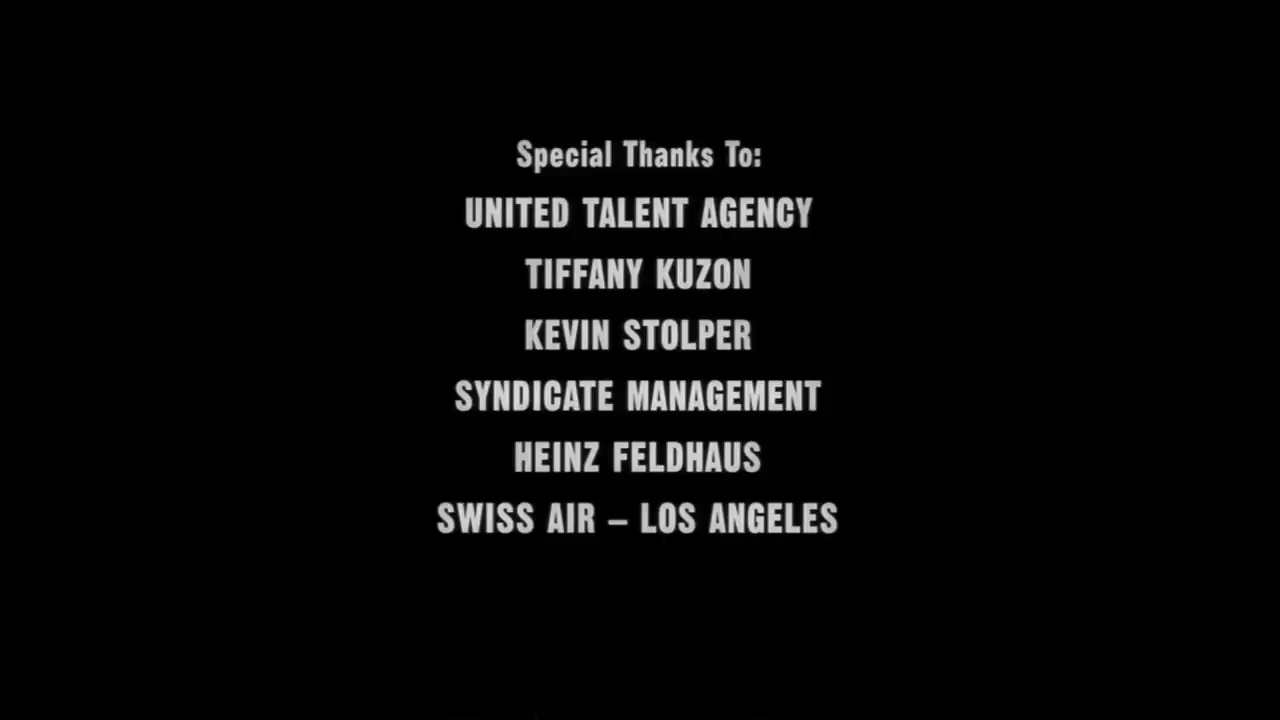 Special Thanks To:
UNITED TALENT AGENCY
TIFFANY KUZON
KEVIN STOLPER
SYNDICATE MANAGEMENT
HEINZ FELDHAUS
SWISS AIR – LOS ANGELES